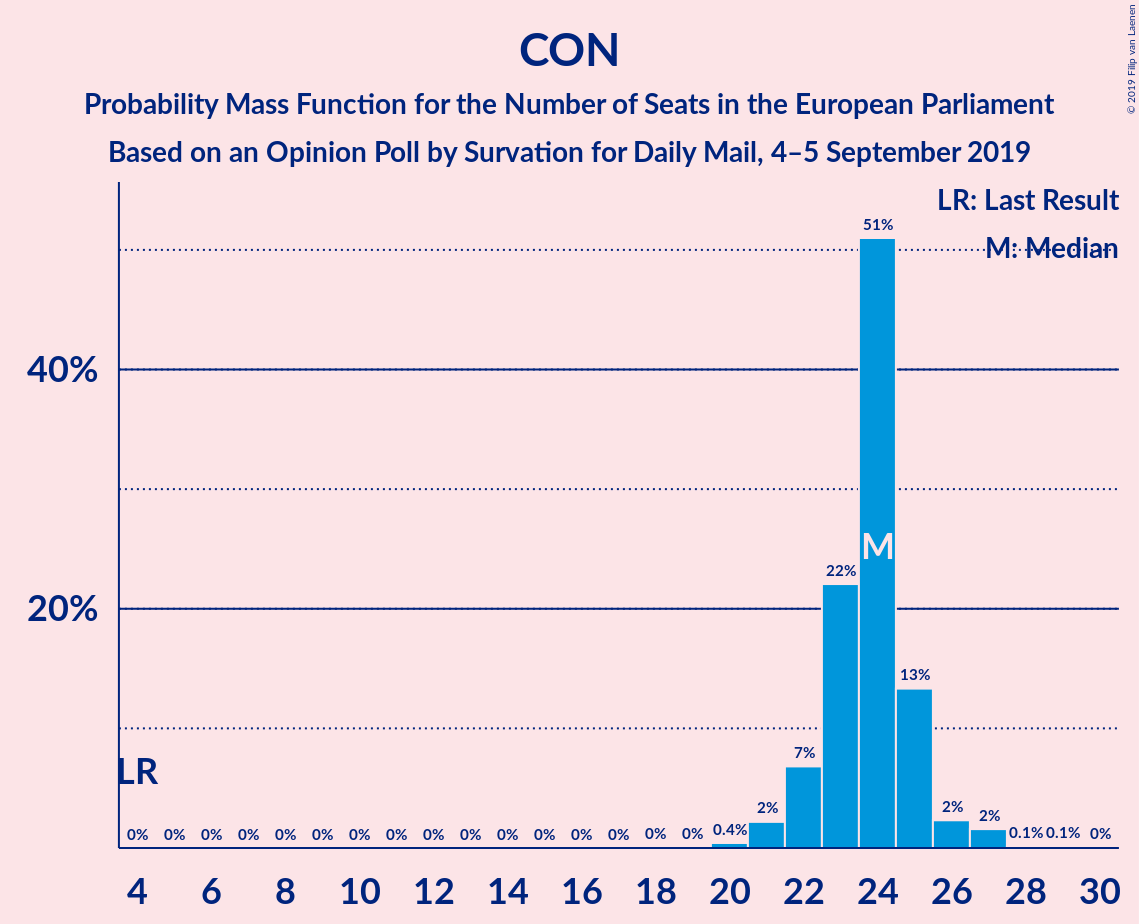 CON
Probability Mass Function for the Number of Seats in the European Parliament
Based on an Opinion Poll by Survation for Daily Mail, 4–5 September 2019
© 2019 Filip van Laenen
LR: Last Result
M: Median
51%
40%
M
22%
20%
13%
7%
LR
0% 0% 0% 0% 0% 0% 0% 0% 0% 0% 0% 0% 0% 0% 0% 0% 0.4% 2% 2% 2% 0.1% 0.1% 0%
4 6 8 10 12 14 16 18 20 22 24 26 28 30